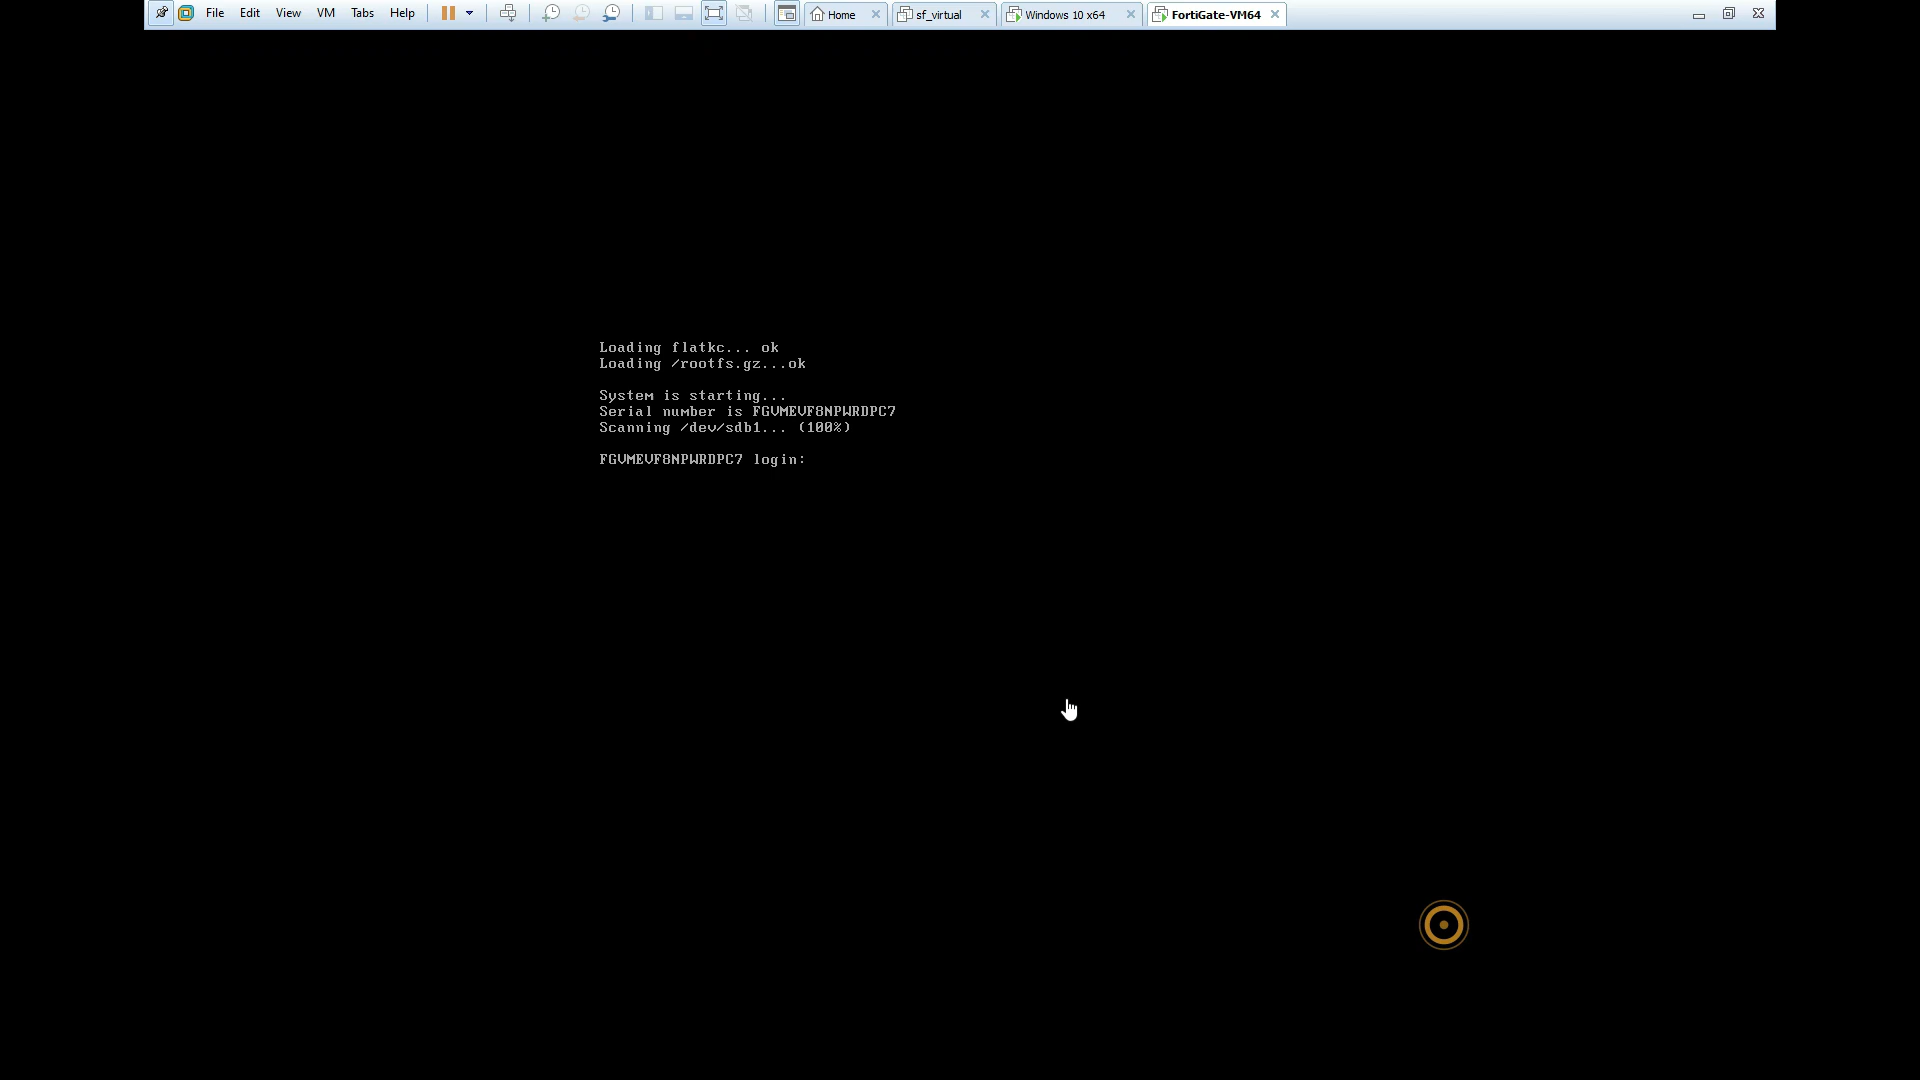 File Edit View VM Tabs Help Home sf_virtual Windows 10 x64 FortiGate-VM64
Loading flatkc... ok
Loading /rootfs.gz...ok
System is starting...
Serial number is FGVMEVF8NPWRDPC7
Scanning /dev/sdb1... (100%)
FGVMEVF8NPWRDPC7 login: